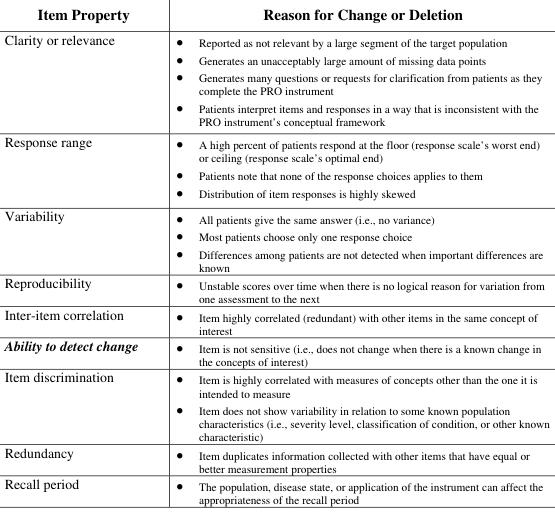 Item Property Reason for Change or Deletion
Clarity or relevance
● Reported as not relevant by a large segment of the target population
● Generates an unacceptably large amount of missing data points
● Generates many questions or requests for clarification from patients as they
complete the PRO instrument
● Patients interpret items and responses in a way that is inconsistent with the
PRO instrument's conceptual framework
Response range
● A high percent of patients respond at the floor (response scale's worst end)
or ceiling (response scale's optimal end)
● Patients note that none of the response choices applies to them
● Distribution of item responses is highly skewed
Variability
● All patients give the same answer (i.e., no variance)
● Most patients choose only one response choice
● Differences among patients are not detected when important differences are
known
Reproducibility
● Unstable scores over time when there is no logical reason for variation from
one assessment to the next
Inter-item correlation
● Item highly correlated (redundant) with other items in the same concept of
interest
Ability to detect change
● Item is not sensitive (i.e., does not change when there is a known change in
the concepts of interest)
Item discrimination
● Item is highly correlated with measures of concepts other than the one it is
intended to measure
● Item does not show variability in relation to some known population
characteristics (i.e., severity level, classification of condition, or other known
characteristic)
Redundancy
● Item duplicates information collected with other items that have equal or
better measurement properties
Recall period
● The population, disease state, or application of the instrument can affect the
appropriateness of the recall period